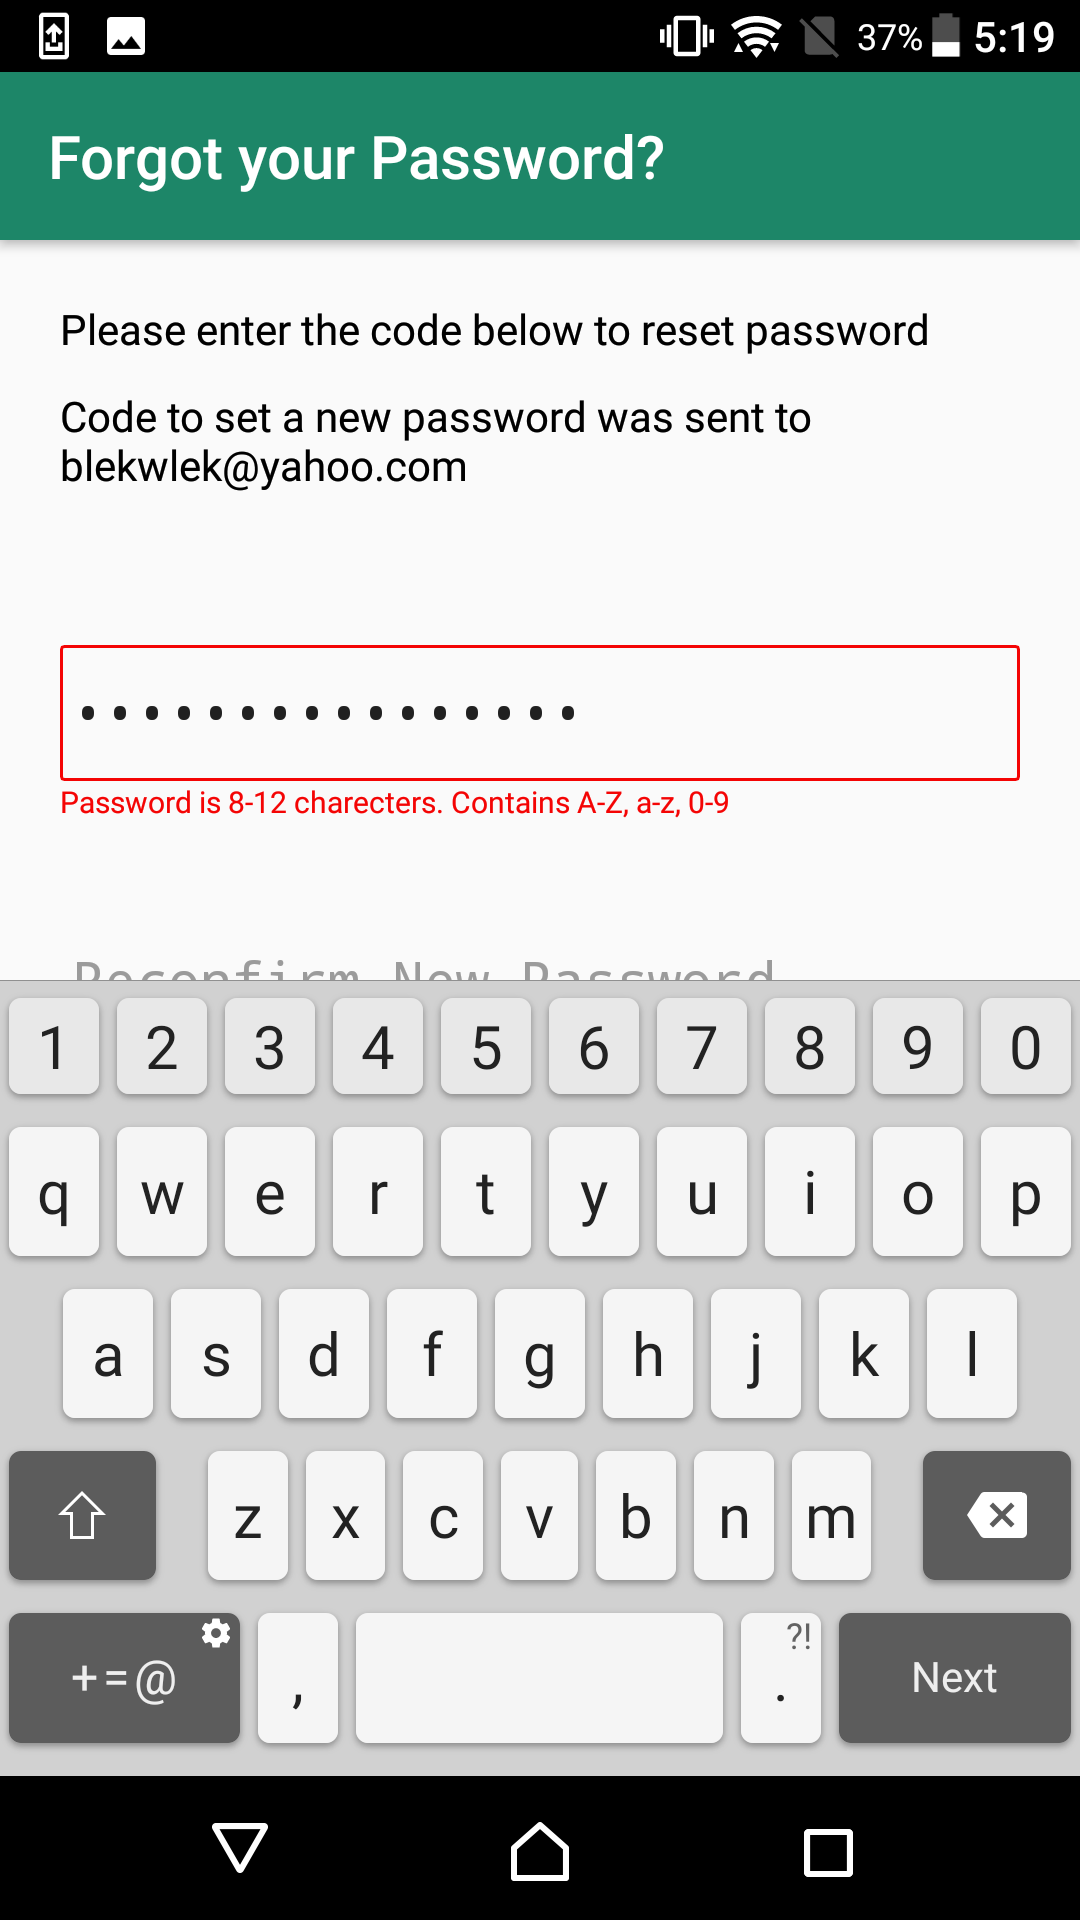 37% 5:19
Forgot your Password?
Please enter the code below to reset password
Code to set a new password was sent to
blekwlek@yahoo.com
••••••••••••••••
Password is 8-12 charecters. Contains A-Z, a-z, 0-9
Reconfirm New Password
1 2 3 4 5 6 7 8 9 0
q w e r t y u i o p
a s d f g h j k l
z x c v b n m
+=@ , . ?! Next